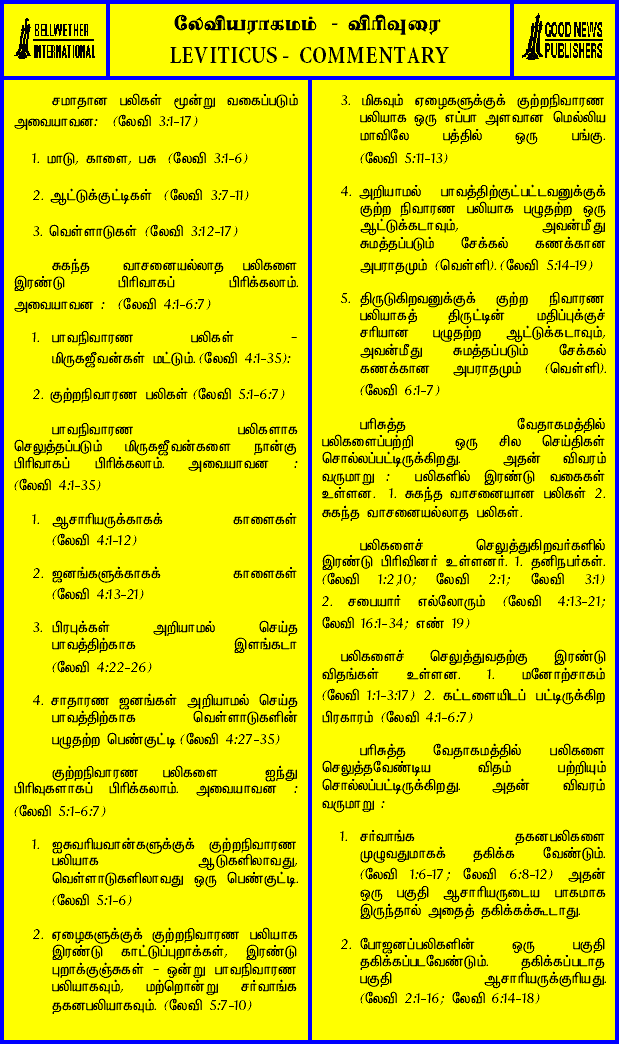 BELLWETHER
INTERNATIONAL
லேவியராகமம் - விரிவுரை
LEVITICUS - COMMENTARY
GOOD NEWS
PUBLISHERS
சமாதான பலிகள் மூன்று வகைப்படும்
அவையாவன: (லேவி 3:1-17)
1. மாடு, காளை, பசு (லேவி 3:1-6)
2. ஆட்டுக்குட்டிகள் (லேவி 3:7-11)
3. வெள்ளாடுகள் (லேவி 3:12-17)
சுகந்த வாசனையல்லாத பலிகளை
இரண்டு பிரிவாகப் பிரிக்கலாம்.
அவையாவன : (லேவி 4:1-6:7)
1. பாவநிவாரண பலிகள் -
மிருகஜீவன்கள் மட்டும். (லேவி 4:1-35):
2. குற்றநிவாரண பலிகள் (லேவி 5:1-6:7)
பாவநிவாரண பலிகளாக
செலுத்தப்படும் மிருகஜீவன்களை நான்கு
பிரிவாகப் பிரிக்கலாம். அவையாவன :
(லேவி 4:1-35)
1. ஆசாரியருக்காகக் காளைகள்
(லேவி 4:1-12)
2. ஜனங்களுக்காகக் காளைகள்
(லேவி 4:13-21)
3. பிரபுக்கள் அறியாமல் செய்த
பாவத்திற்காக இளங்கடா
(லேவி 4:22-26)
4. சாதாரண ஜனங்கள் அறியாமல் செய்த
பாவத்திற்காக வெள்ளாடுகளின்
பழுதற்ற பெண்குட்டி (லேவி 4:27-35)
குற்றநிவாரண பலிகளை ஐந்து
பிரிவுகளாகப் பிரிக்கலாம். அவையாவன :
(லேவி 5:1-6:7)
1. ஐசுவரியவான்களுக்குக் குற்றநிவாரண
பலியாக ஆடுகளிலாவது,
வெள்ளாடுகளிலாவது ஒரு பெண்குட்டி.
(லேவி 5:1-6)
2. ஏழைகளுக்குக் குற்றநிவாரண பலியாக
இரண்டு காட்டுப்புறாக்கள், இரண்டு
புறாக்குஞ்சுகள் - ஒன்று பாவநிவாரண
பலியாகவும், மற்றொன்று சர்வாங்க
தகனபலியாகவும். (லேவி 5:7-10)
3. மிகவும் ஏழைகளுக்குக் குற்றநிவாரண
பலியாக ஒரு எப்பா அளவான மெல்லிய
மாவிலே பத்தில் ஒரு பங்கு.
(லேவி 5:11-13)
4. அறியாமல் பாவத்திற்குட்பட்டவனுக்குக்
குற்ற நிவாரண பலியாக பழுதற்ற ஒரு
ஆட்டுக்கடாவும், அவன்மீது
சுமத்தப்படும் சேக்கல் கணக்கான
அபராதமும் (வெள்ளி). (லேவி 5:14-19)
5. திருடுகிறவனுக்குக் குற்ற நிவாரண
பலியாகத் திருட்டின் மதிப்புக்குச்
சரியான பழுதற்ற ஆட்டுக்கடாவும்,
அவன்மீது சுமத்தப்படும் சேக்கல்
கணக்கான அபராதமும் (வெள்ளி).
(லேவி 6:1-7)
பரிசுத்த வேதாகமத்தில்
பலிகளைப்பற்றி ஒரு சில செய்திகள்
சொல்லப்பட்டிருக்கிறது. அதன் விவரம்
வருமாறு : பலிகளில் இரண்டு வகைகள்
உள்ளன. 1. சுகந்த வாசனையான பலிகள் 2.
சுகந்த வாசனையல்லாத பலிகள்.
பலிகளைச் செலுத்துகிறவர்களில்
இரண்டு பிரிவினர் உள்ளனர். 1. தனிநபர்கள்.
(லேவி 1:2,10; லேவி 2:1; லேவி 3:1)
2. சபையார் எல்லோரும் (லேவி 4:13-21;
லேவி 16:1-34; எண் 19)
பலிகளைச் செலுத்துவதற்கு இரண்டு
விதங்கள் உள்ளன. 1. மனோற்சாகம்
(லேவி 1:1-3:17) 2. கட்டளையிடப் பட்டிருக்கிற
பிரகாரம் (லேவி 4:1-6:7)
பரிசுத்த வேதாகமத்தில் பலிகளை
செலுத்தவேண்டிய விதம் பற்றியும்
சொல்லப்பட்டிருக்கிறது. அதன் விவரம்
வருமாறு :
1. சர்வாங்க தகனபலிகளை
முழுவதுமாகத் தகிக்க வேண்டும்.
(லேவி 1:6-17; லேவி 6:8-12) அதன்
ஒரு பகுதி ஆசாரியருடைய பாகமாக
இருந்தால் அதைத் தகிக்கக்கூடாது.
2. போஜனப்பலிகளின் ஒரு பகுதி
தகிக்கப்படவேண்டும். தகிக்கப்படாத
பகுதி ஆசாரியருக்குரியது.
(லேவி 2:1-16; லேவி 6:14-18)